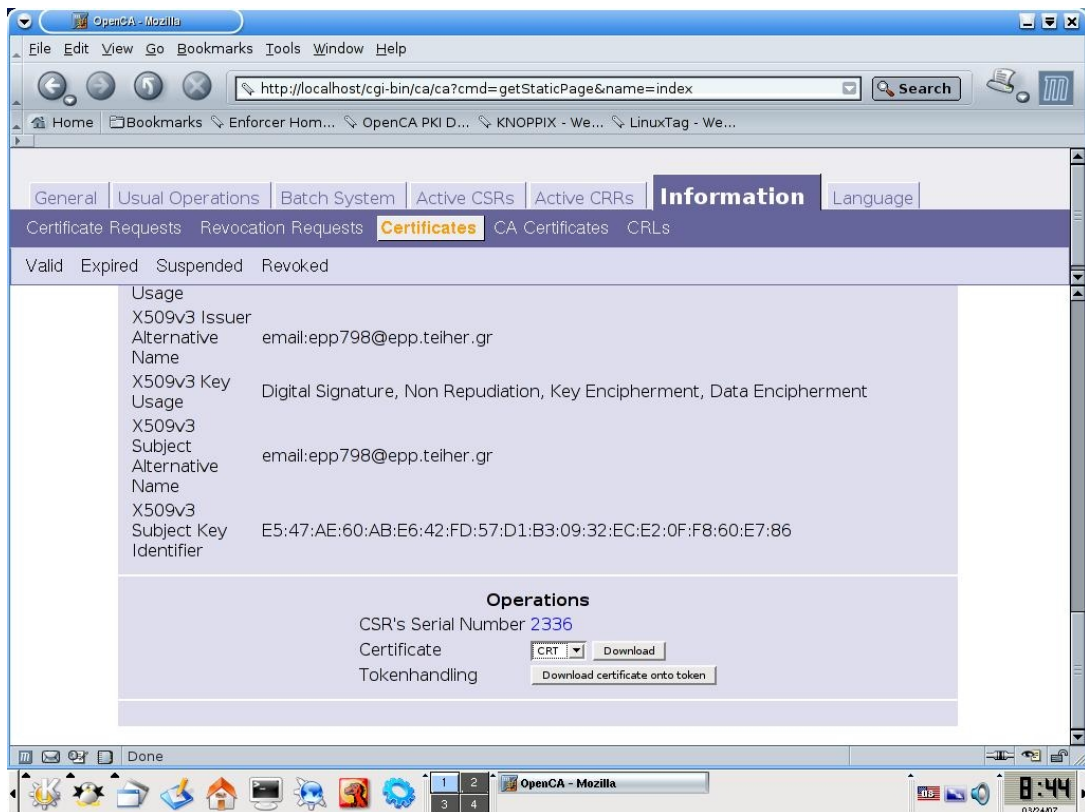 OpenCA - Mozilla
File Edit View Go Bookmarks Tools Window Help
http://localhost/cgi-bin/ca/ca?cmd=getStaticPage&name=index
Search
Home Bookmarks Enforcer Hom... OpenCA PKI D... KNOPPIX - We... LinuxTag - We...
General Usual Operations Batch System Active CSRs Active CRRs Information Language
Certificate Requests Revocation Requests Certificates CA Certificates CRLs
Valid Expired Suspended Revoked
Usage
X509v3 Issuer
Alternative
Name
email:epp798@epp.teiher.gr
X509v3 Key
Usage
Digital Signature, Non Repudiation, Key Encipherment, Data Encipherment
X509v3
Subject
Alternative
Name
email:epp798@epp.teiher.gr
X509v3
Subject Key
Identifier
E5:47:AE:60:AB:E6:42:FD:57:D1:B3:09:32:EC:E2:0F:F8:60:E7:86
Operations
CSR's Serial Number 2336
Certificate CRT Download
Tokenhandling Download certificate onto token
Done
1 2
3 4
OpenCA - Mozilla
us
8:44
03/24/07